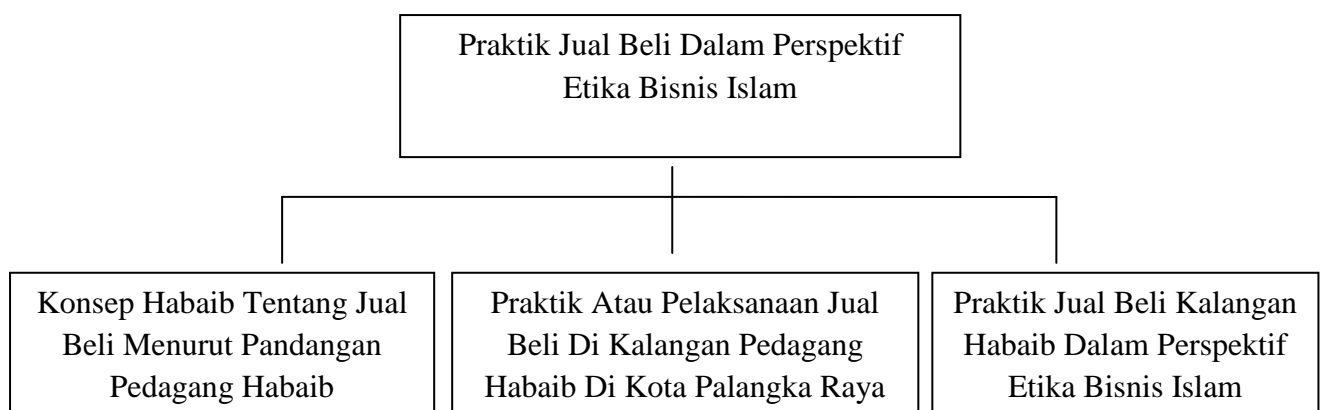 Praktik Jual Beli Dalam Perspektif
Etika Bisnis Islam
Konsep Habaib Tentang Jual
Beli Menurut Pandangan
Pedagang Habaib
Praktik Atau Pelaksanaan Jual
Beli Di Kalangan Pedagang
Habaib Di Kota Palangka Raya
Praktik Jual Beli Kalangan
Habaib Dalam Perspektif
Etika Bisnis Islam